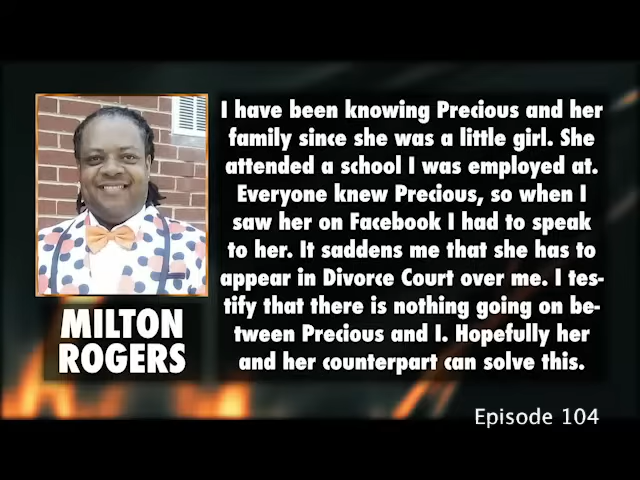 I have been knowing Precious and her
family since she was a little girl. She
attended a school I was employed at.
Everyone knew Precious, so when I
saw her on Facebook I had to speak
to her. It saddens me that she has to
appear in Divorce Court over me. I tes-
tify that there is nothing going on be-
tween Precious and I. Hopefully her
and her counterpart can solve this.
MILTON
ROGERS
Episode 104